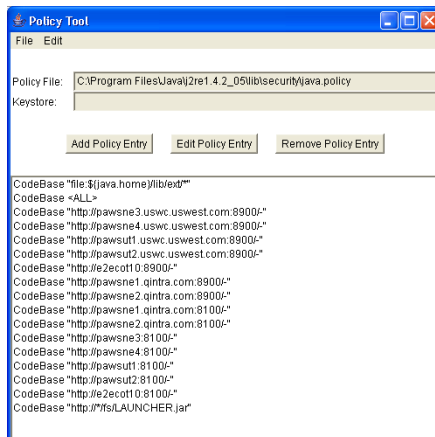 Policy Tool
File Edit
Policy File: C:\Program Files\Java\j2re1.4.2_05\lib\security\java.policy
Keystore:
Add Policy Entry Edit Policy Entry Remove Policy Entry
CodeBase "file:${java.home}/lib/ext/*"
CodeBase <ALL>
CodeBase "http://pawsne3.uswc.uswest.com:8900/-"
CodeBase "http://pawsne4.uswc.uswest.com:8900/-"
CodeBase "http://pawsut1.uswc.uswest.com:8900/-"
CodeBase "http://pawsut2.uswc.uswest.com:8900/-"
CodeBase "http://e2ecot10:8900/-"
CodeBase "http://pawsne1.qintra.com:8900/-"
CodeBase "http://pawsne2.qintra.com:8900/-"
CodeBase "http://pawsne1.qintra.com:8100/-"
CodeBase "http://pawsne2.qintra.com:8100/-"
CodeBase "http://pawsne3:8100/-"
CodeBase "http://pawsne4:8100/-"
CodeBase "http://pawsut1:8100/-"
CodeBase "http://pawsut2:8100/-"
CodeBase "http://e2ecot10:8100/-"
CodeBase "http://*/fs/LAUNCHER.jar"